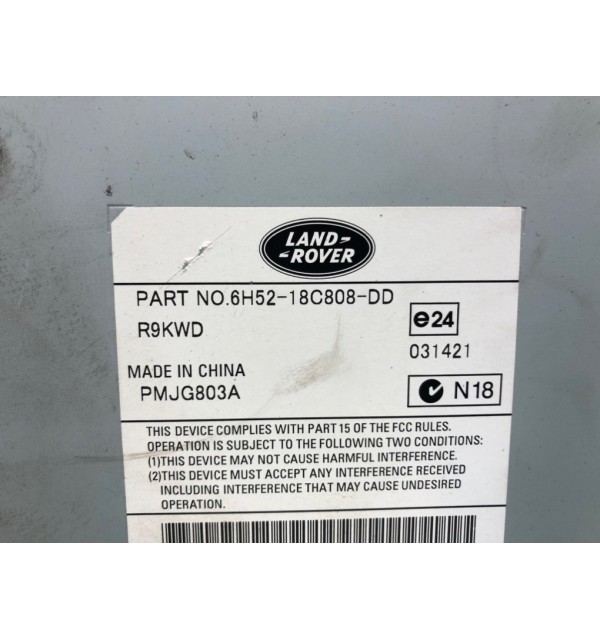 LAND-
-ROVER
PART NO.6H52-18C808-DD
R9KWD
e24
031421
MADE IN CHINA
PMJG803A
N18
THIS DEVICE COMPLIES WITH PART 15 OF THE FCC RULES.
OPERATION IS SUBJECT TO THE FOLLOWING TWO CONDITIONS:
(1)THIS DEVICE MAY NOT CAUSE HARMFUL INTERFERENCE.
(2)THIS DEVICE MUST ACCEPT ANY INTERFERENCE RECEIVED
INCLUDING INTERFERENCE THAT MAY CAUSE UNDESIRED
OPERATION.